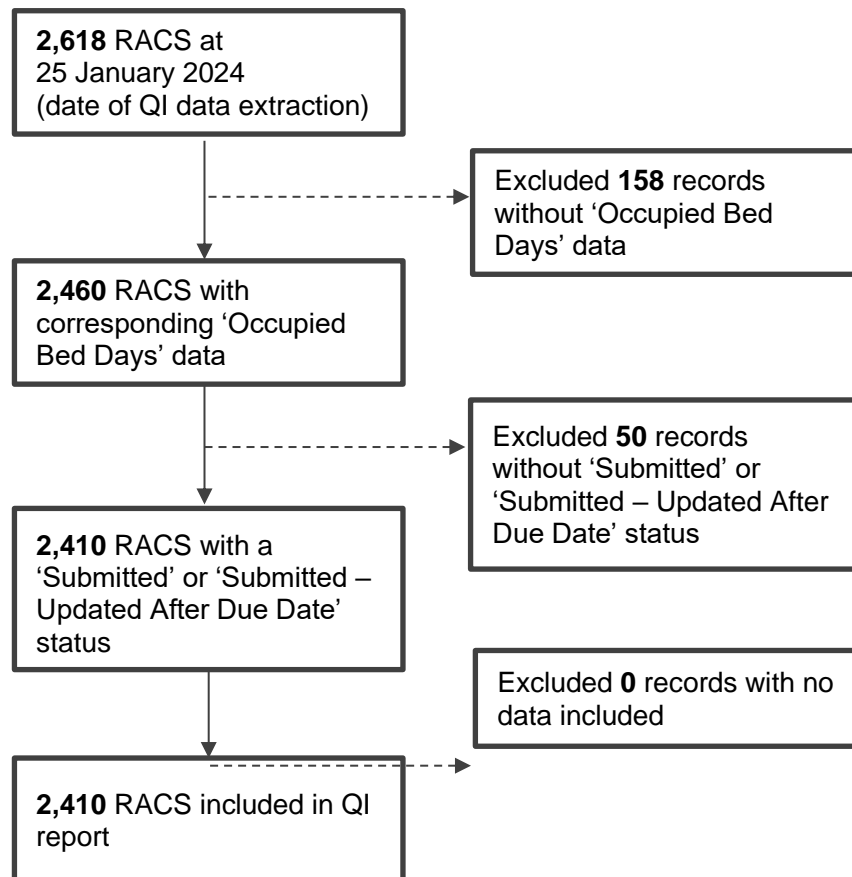 2,618 RACS at
25 January 2024
(date of QI data extraction)
Excluded 158 records
without ‘Occupied Bed
Days’ data
2,460 RACS with
corresponding ‘Occupied
Bed Days’ data
Excluded 50 records
without ‘Submitted’ or
‘Submitted – Updated After
Due Date’ status
2,410 RACS with a
‘Submitted’ or ‘Submitted –
Updated After Due Date’
status
Excluded 0 records with no
data included
2,410 RACS included in QI
report